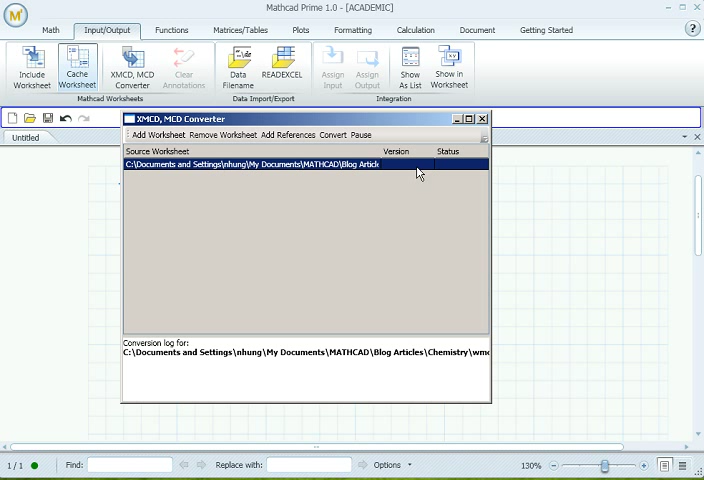 Mathcad Prime 1.0 - [ACADEMIC]
Math Input/Output Functions Matrices/Tables Plots Formatting Calculation Document Getting Started
Include Worksheet
Cache Worksheet
XMCD, MCD Converter
Clear Annotations
Data Filename
READEXCEL
Assign Input
Assign Output
Show As List
Show in Worksheet
Mathcad Worksheets Data Import/Export Integration
Untitled
XMCD, MCD Converter
Add Worksheet Remove Worksheet Add References Convert Pause
Source Worksheet Version Status
C:\Documents and Settings\nhung\My Documents\MATHCAD\Blog Article
Conversion log for:
C:\Documents and Settings\nhung\My Documents\MATHCAD\Blog Articles\Chemistry\wmc
1 / 1 Find: Replace with: Options 130%